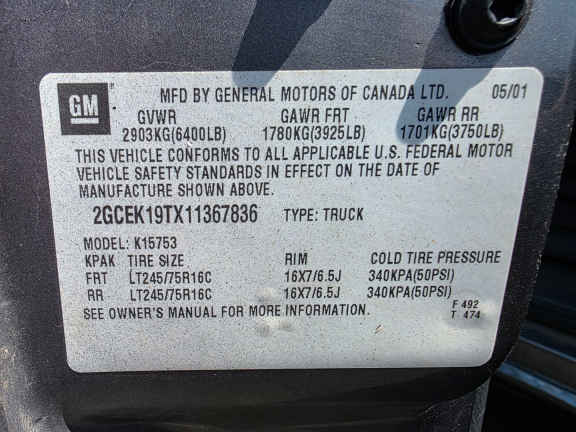 GM
MFD BY GENERAL MOTORS OF CANADA LTD. 05/01
GVWR GAWR FRT GAWR RR
2903KG(6400LB) 1780KG(3925LB) 1701KG(3750LB)
THIS VEHICLE CONFORMS TO ALL APPLICABLE U.S. FEDERAL MOTOR
VEHICLE SAFETY STANDARDS IN EFFECT ON THE DATE OF
MANUFACTURE SHOWN ABOVE.
2GCEK19TX11367836 TYPE: TRUCK
MODEL: K15753
KPAK TIRE SIZE RIM COLD TIRE PRESSURE
FRT LT245/75R16C 16X7/6.5J 340KPA(50PSI)
RR LT245/75R16C 16X7/6.5J 340KPA(50PSI)
SEE OWNER'S MANUAL FOR MORE INFORMATION.
F 492
T 474